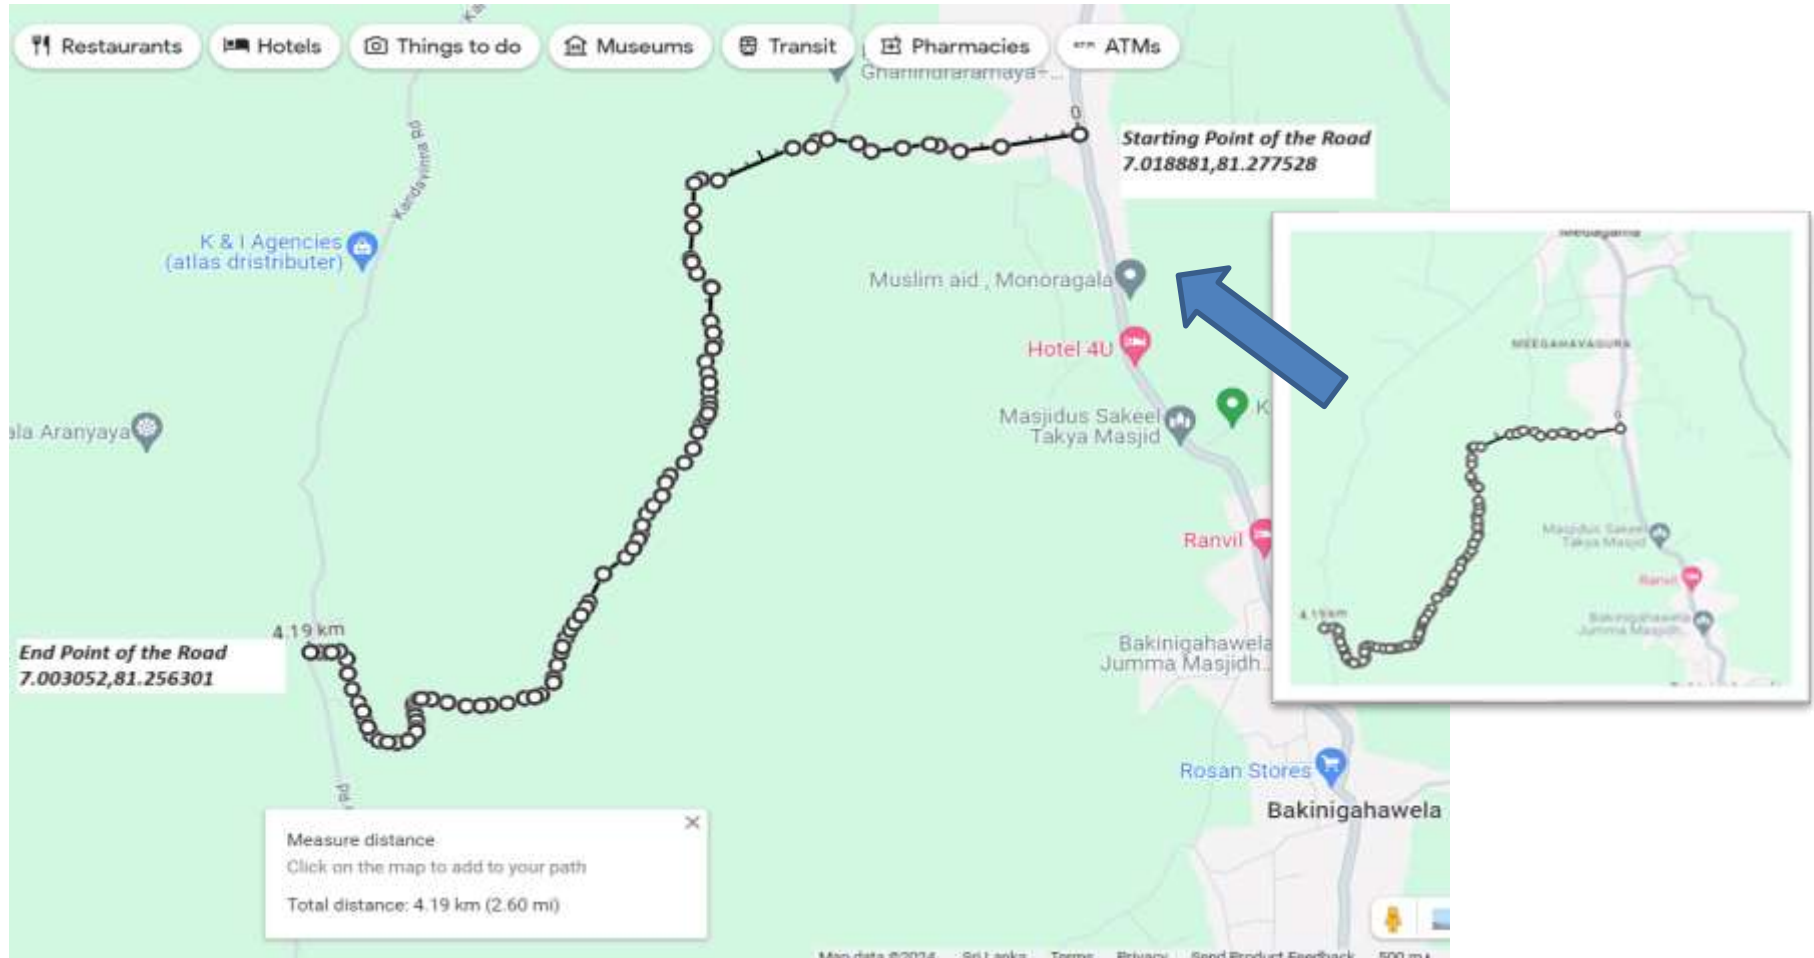 Restaurants
Hotels
Things to do
Museums
Transit
Pharmacies
ATMs
0
Starting Point of the Road
7.018881,81.277528
1
Kandavinna Rd
K & I Agencies
(atlas dristributer)
Muslim aid , Monoragala
Hotel 4U
Masjidus Sakeel
Takya Masjid
K
ala Aranyaya
Ranvil
4.19 km
End Point of the Road
7.003052,81.256301
Bakinigahawela
Jumma Masjidh...
Rosan Stores
Bakinigahawela
Rd
Measure distance
Click on the map to add to your path
Total distance: 4.19 km (2.60 mi)
Map data ©2024 Sri Lanka Terms Privacy Send Product Feedback 500 m
Medagama
MEEGAHAVAGURA
0
Masjidus Sakeel
Takya Masjid
Ranvil
4.19 km
Bakinigahawela
Jumma Masjidh...